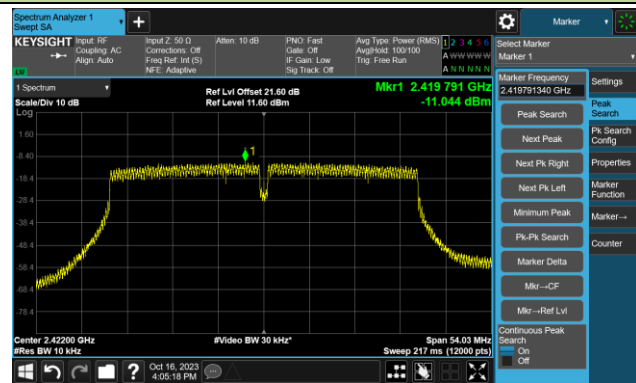 Spectrum Analyzer 1
Swept SA
Marker
KEYSIGHT
Input: RF
Coupling: AC
Align: Auto
Input Z: 50 Ω
Corrections: Off
Freq Ref: Int (S)
NFE: Adaptive
Atten: 10 dB
PNO: Fast
Gate: Off
IF Gain: Low
Sig Track: Off
Avg Type: Power (RMS)
Avg|Hold: 100/100
Trig: Free Run
1 2 3 4 5 6
A W W W W W
A N N N N N
Select Marker
Marker 1
1 Spectrum
Scale/Div 10 dB
Log
Ref Lvl Offset 21.60 dB
Ref Level 11.60 dBm
Mkr1 2.419 791 GHz
-11.044 dBm
1.60
-8.40
-18.4
-28.4
-38.4
-48.4
-58.4
-68.4
-78.4
1
Center 2.42200 GHz
#Res BW 10 kHz
#Video BW 30 kHz*
Span 54.03 MHz
Sweep 217 ms (12000 pts)
Marker Frequency
2.419791340 GHz
Peak Search
Next Peak
Next Pk Right
Next Pk Left
Minimum Peak
Pk-Pk Search
Marker Delta
Mkr→CF
Mkr→Ref Lvl
Continuous Peak
Search
On
Off
Settings
Peak
Search
Pk Search
Config
Properties
Marker
Function
Marker→
Counter
?
Oct 16, 2023
4:05:18 PM